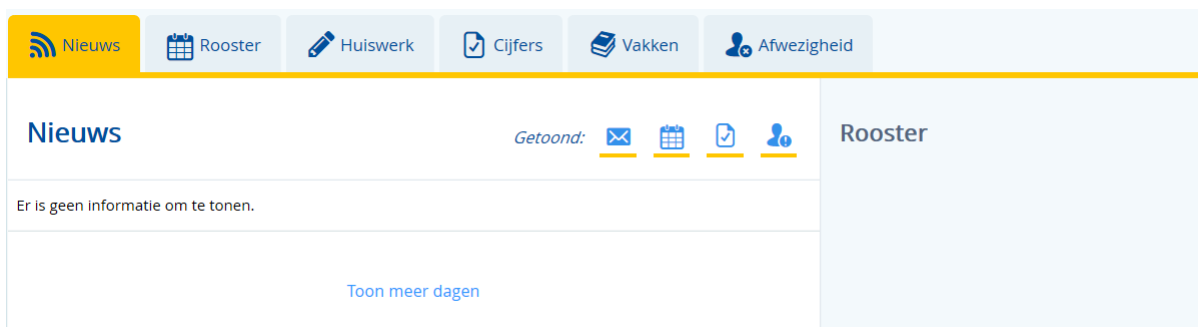 Nieuws Rooster Huiswerk Cijfers Vakken Afwezigheid
Nieuws
Getoond:
Rooster
Er is geen informatie om te tonen.
Toon meer dagen